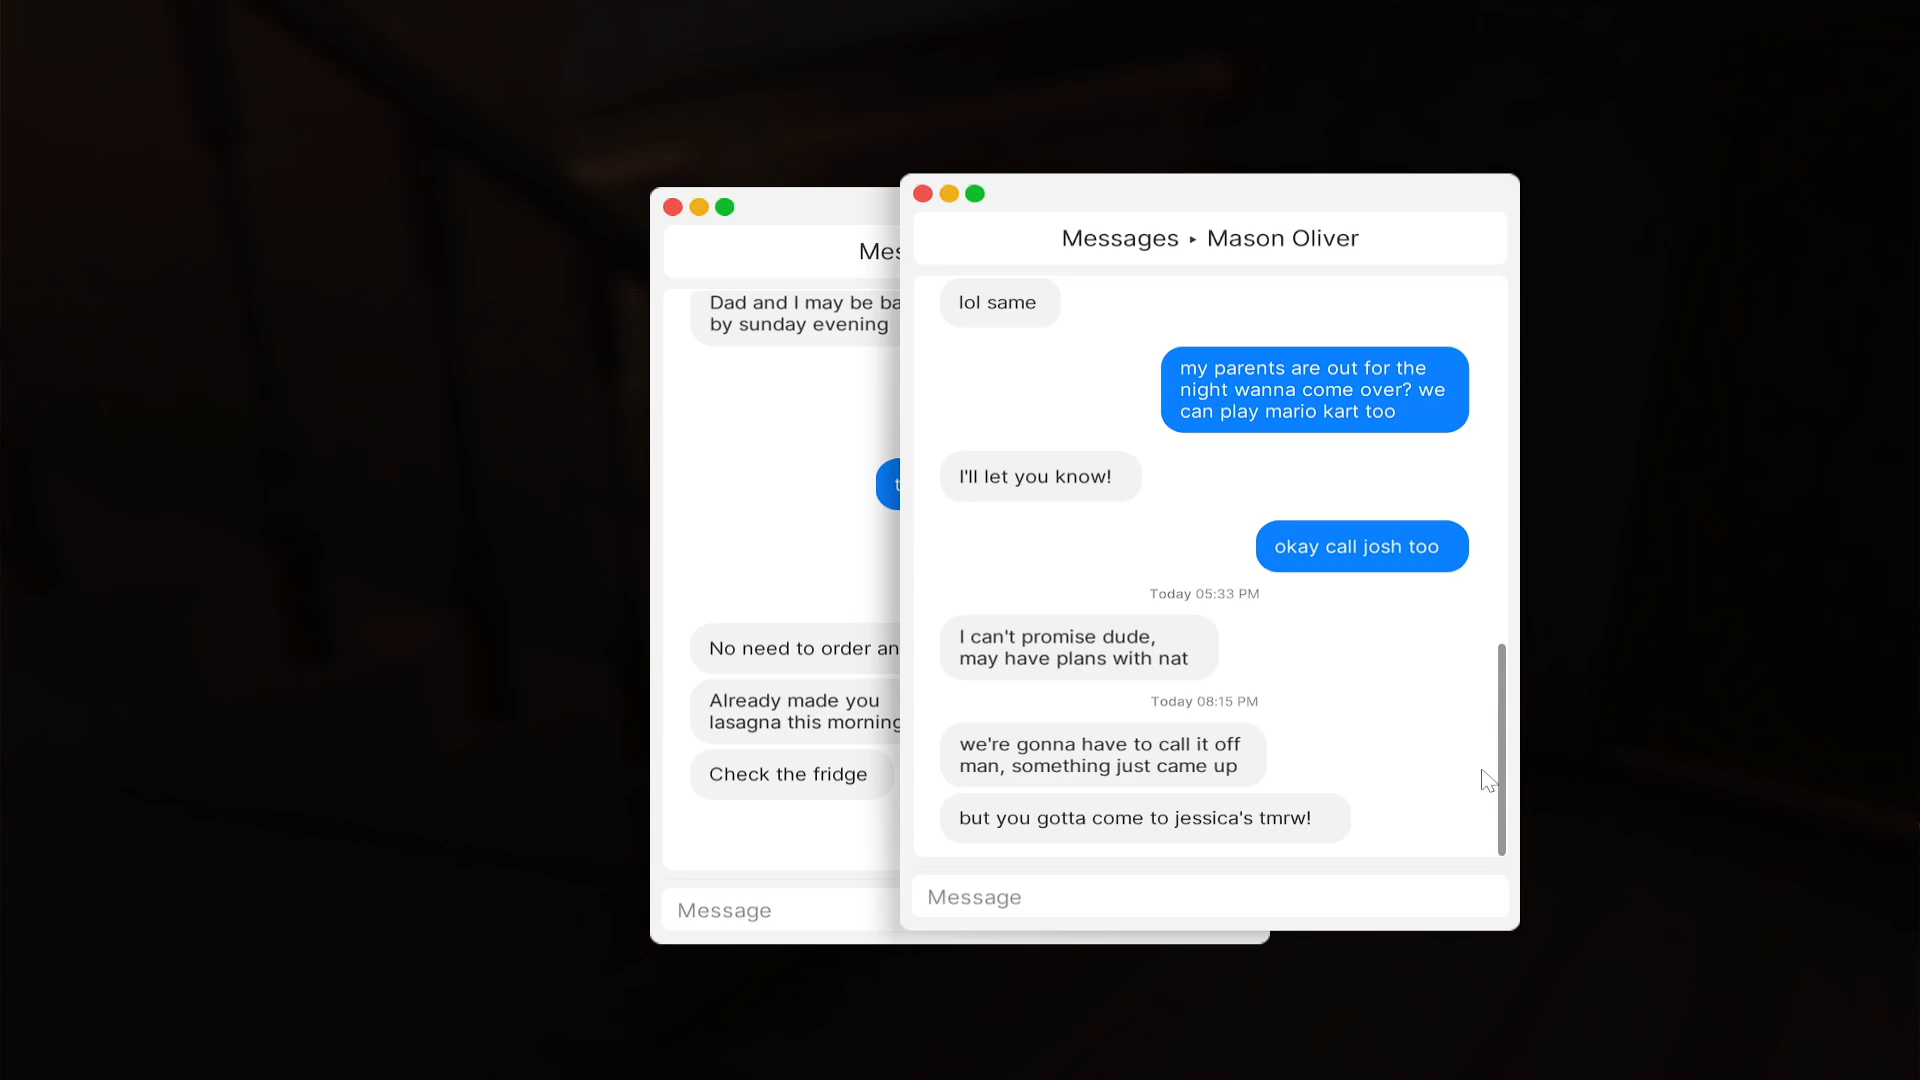 Mes
Dad and I may be ba
by sunday evening
t
No need to order an
Already made you
lasagna this morning
Check the fridge
Message
Messages ▸ Mason Oliver
lol same
my parents are out for the
night wanna come over? we
can play mario kart too
I'll let you know!
okay call josh too
Today 05:33 PM
I can't promise dude,
may have plans with nat
Today 08:15 PM
we're gonna have to call it off
man, something just came up
but you gotta come to jessica's tmrw!
Message